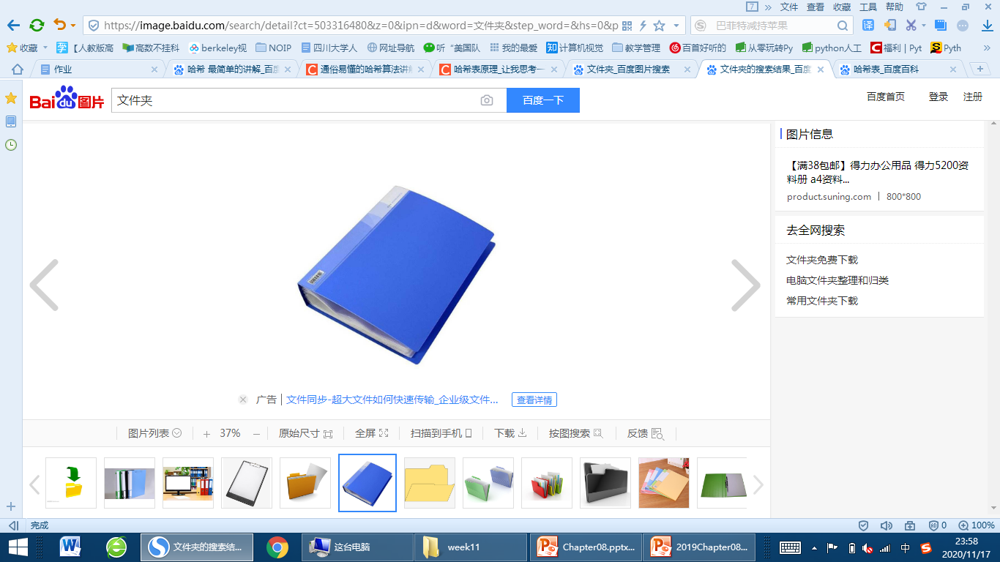 7 » 文件 查看 收藏 工具 帮助
https://image.baidu.com/search/detail?ct=503316480&z=0&ipn=d&word=文件夹&step_word=&hs=0&p
巴菲特减持苹果
译
收藏 【人教版高 高数不挂科 berkeley视 NOIP 四川大学人 网址导航 听“美国队 我的最爱 知 计算机视觉 教学管理 百首好听的 从零玩转Py python人工 福利 | Pyt Pyth »
作业 哈希 最简单的讲解_百度 通俗易懂的哈希算法讲解 哈希表原理_让我思考一 文件夹_百度图片搜索 文件夹的搜索结果_百度 哈希表_百度百科
Bai du 图片 文件夹 百度一下 百度首页 登录 注册
图片信息
【满38包邮】得力办公用品 得力5200资
料册 a4资料...
product.suning.com | 800*800
去全网搜索
文件夹免费下载
电脑文件夹整理和归类
常用文件夹下载
广告 | 文件同步-超大文件如何快速传输_企业级文件... 查看详情
图片列表 + 37% − 原始尺寸 全屏 扫描到手机 下载 按图搜索 反馈
完成 0 100%
文件夹的搜索结... 这台电脑 week11 Chapter08.pptx... 2019Chapter08... 中 23:58
2020/11/17